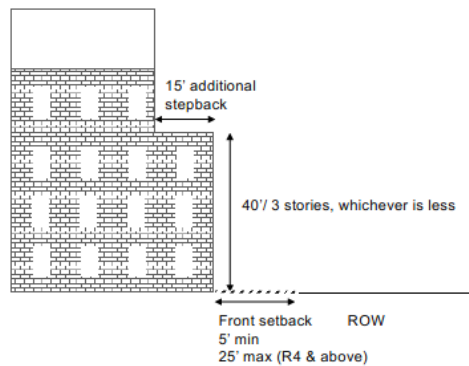 15’ additional
stepback
40’/ 3 stories, whichever is less
Front setback ROW
5’ min
25’ max (R4 & above)